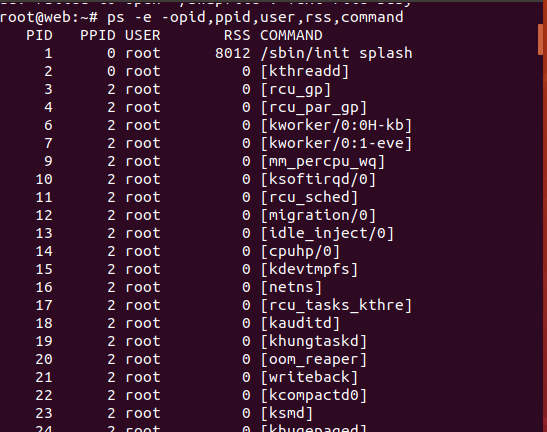 root@web:~# ps -e -opid,ppid,user,rss,command
PID PPID USER RSS COMMAND
1 0 root 8012 /sbin/init splash
2 0 root 0 [kthreadd]
3 2 root 0 [rcu_gp]
4 2 root 0 [rcu_par_gp]
6 2 root 0 [kworker/0:0H-kb]
7 2 root 0 [kworker/0:1-eve]
9 2 root 0 [mm_percpu_wq]
10 2 root 0 [ksoftirqd/0]
11 2 root 0 [rcu_sched]
12 2 root 0 [migration/0]
13 2 root 0 [idle_inject/0]
14 2 root 0 [cpuhp/0]
15 2 root 0 [kdevtmpfs]
16 2 root 0 [netns]
17 2 root 0 [rcu_tasks_kthre]
18 2 root 0 [kauditd]
19 2 root 0 [khungtaskd]
20 2 root 0 [oom_reaper]
21 2 root 0 [writeback]
22 2 root 0 [kcompactd0]
23 2 root 0 [ksmd]
24 2 root 0 [khugepaged]